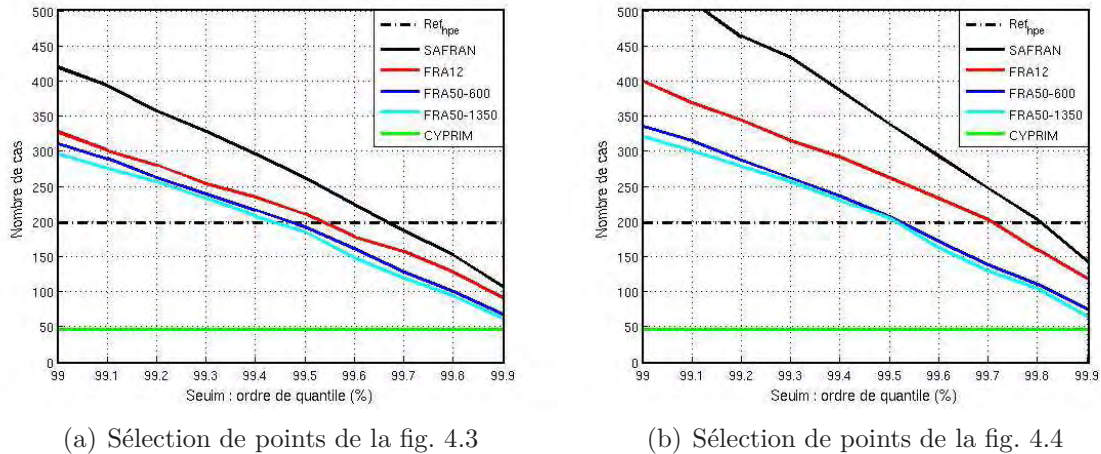 500
450
400
350
300
250
200
150
100
50
0
Nombre de cas
99 99.1 99.2 99.3 99.4 99.5 99.6 99.7 99.8 99.9
Seuim : ordre de quantile (%)
Ref_hpe
SAFRAN
FRA12
FRA50-600
FRA50-1350
CYPRIM
(a) Sélection de points de la fig. 4.3
500
450
400
350
300
250
200
150
100
50
0
Nombre de cas
99 99.1 99.2 99.3 99.4 99.5 99.6 99.7 99.8 99.9
Seuim : ordre de quantile (%)
Ref_hpe
SAFRAN
FRA12
FRA50-600
FRA50-1350
CYPRIM
(b) Sélection de points de la fig. 4.4